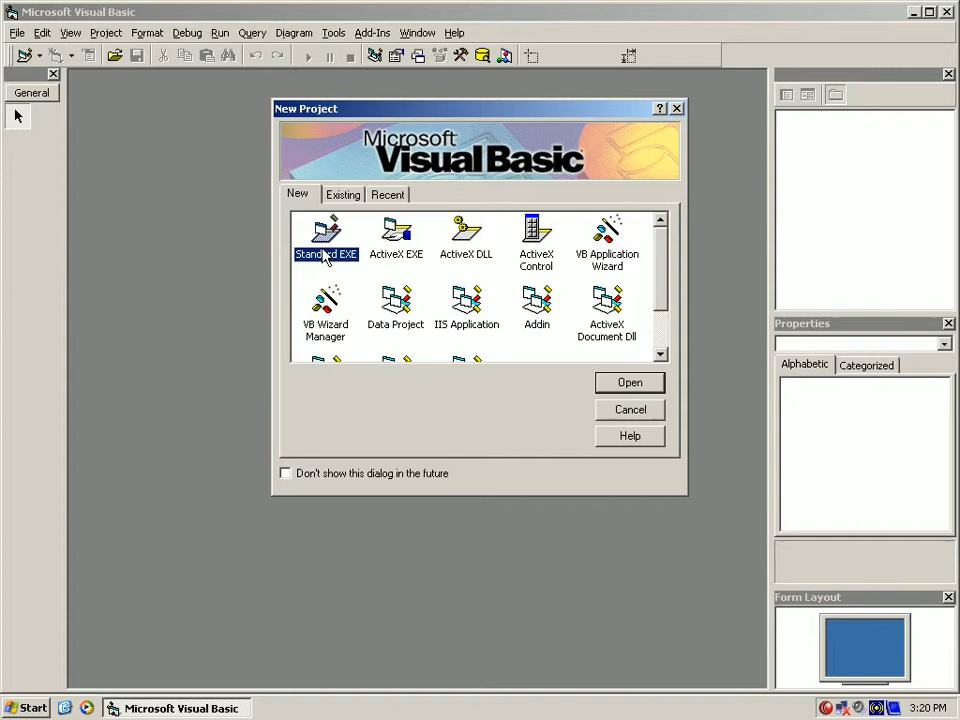 Microsoft Visual Basic
File Edit View Project Format Debug Run Query Diagram Tools Add-Ins Window Help
General
New Project
Microsoft
Visual Basic
New Existing Recent
Standard EXE ActiveX EXE ActiveX DLL ActiveX Control VB Application Wizard
VB Wizard Manager Data Project IIS Application Addin ActiveX Document Dll
Open
Cancel
Help
Don't show this dialog in the future
Properties
Alphabetic Categorized
Form Layout
Start Microsoft Visual Basic 3:20 PM